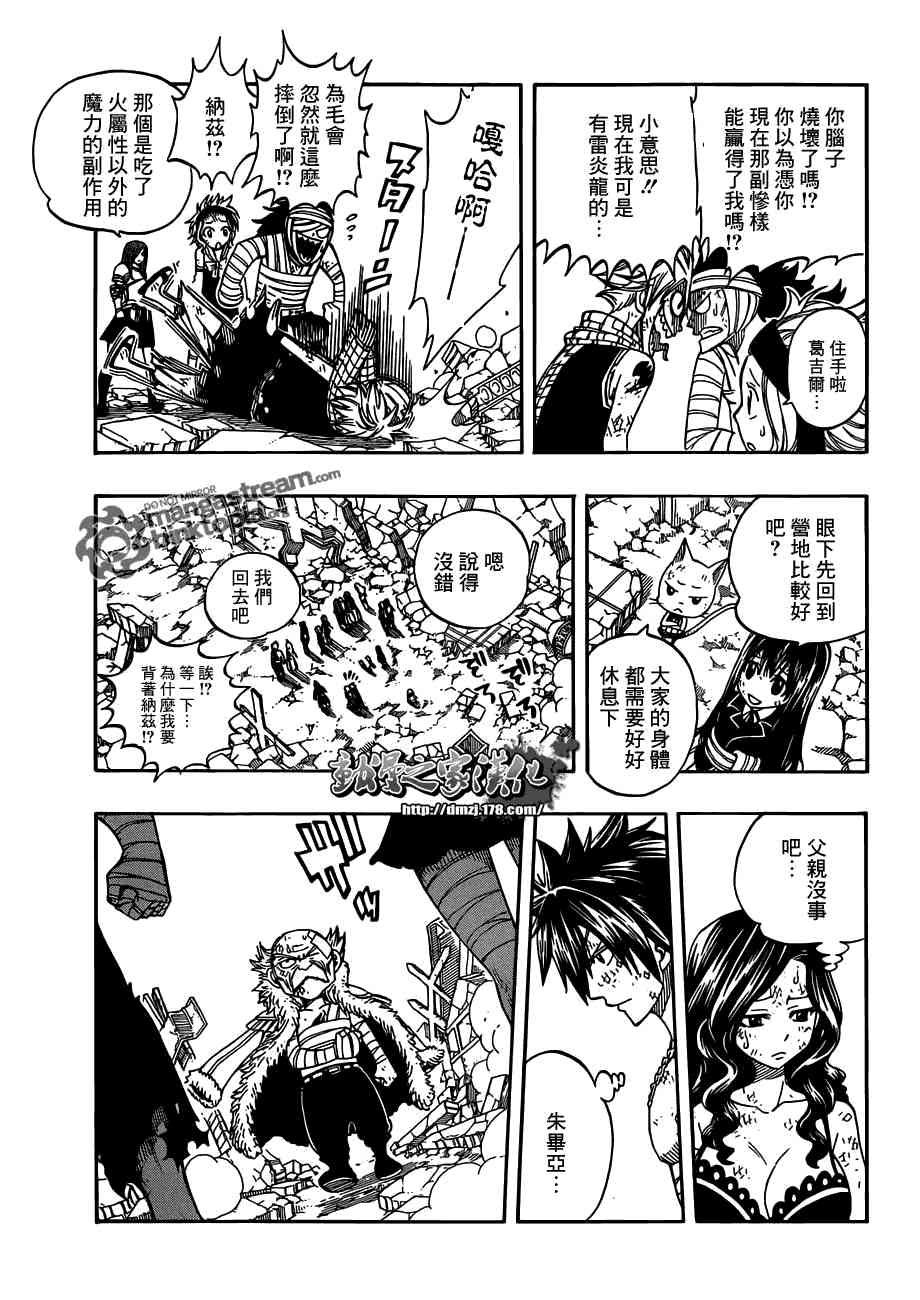 你腦子
燒壞了嗎!?
你以為憑你
現在那副慘樣
能贏得了我嗎!?
小意思!!
現在我可是
有雷炎龍的…
住手啦
葛吉爾…
嘎哈啊—
為毛會
忽然就這麼
摔倒了啊!?
納茲!?
那個是吃了
火屬性以外的
魔力的副作用
眼下先回到
營地比較好
吧?
大家的身體
都需要好好
休息下
嗯
說得
沒錯
我們
回去吧
誒!?
等一下…
為什麼我要
背著納茲!?
DO NOT MIRROR
mangastream.com
動漫之家漢化
http://dmzj.178.com/
父親沒事
吧…
朱畢亞…